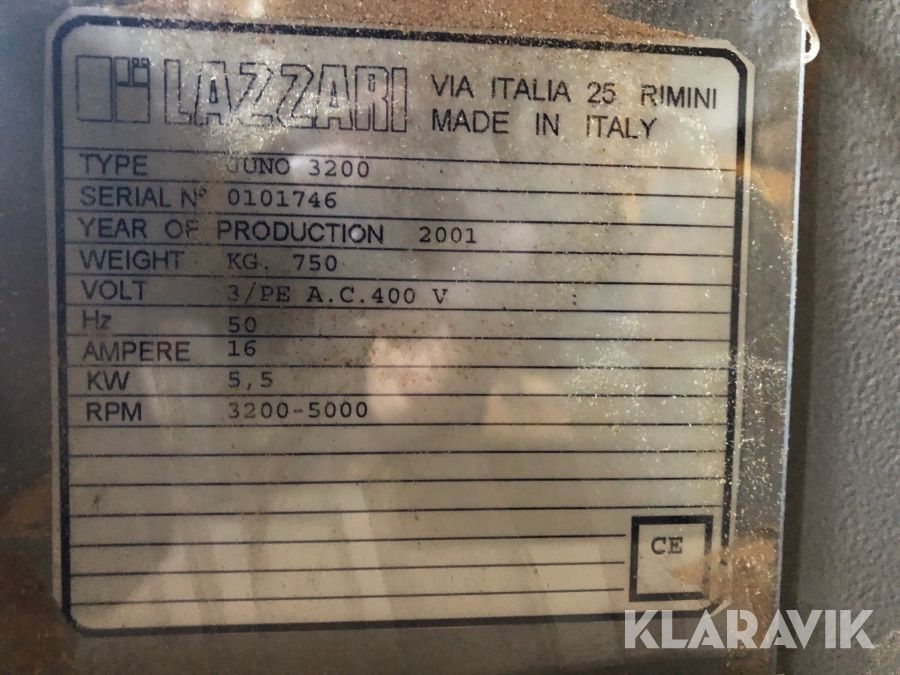 LAZZARI
VIA ITALIA 25 RIMINI
MADE IN ITALY
TYPE JUNO 3200
SERIAL N° 0101746
YEAR OF PRODUCTION 2001
WEIGHT KG. 750
VOLT 3/PE A.C.400 V :
Hz 50
AMPERE 16
KW 5,5
RPM 3200-5000
CE
KLARAVIK